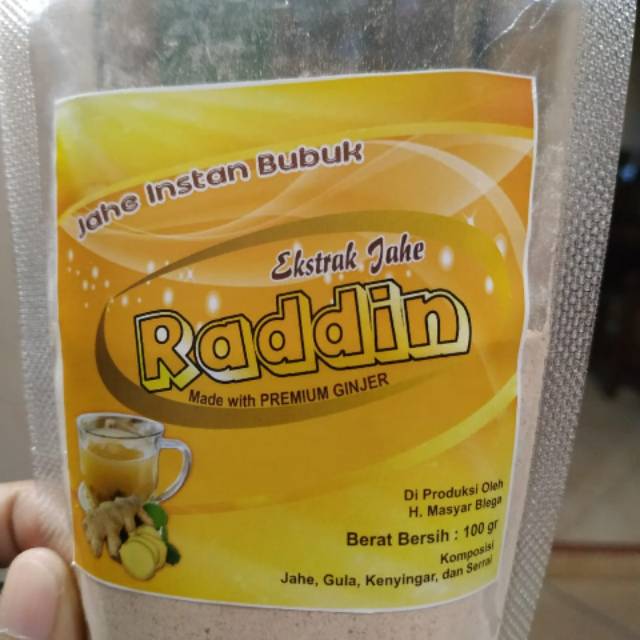 Jahe Instan Bubuk
Ekstrak Jahe
Raddin
Made with PREMIUM GINJER
Di Produksi Oleh
H. Masyar Blega
Berat Bersih : 100 gr
Komposisi
Jahe, Gula, Kenyingar, dan Serrai